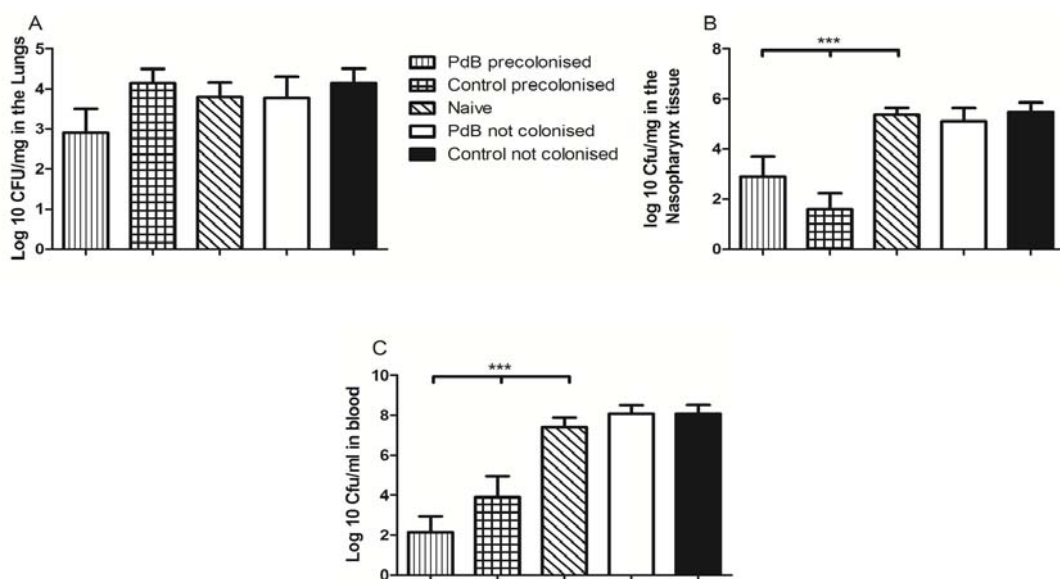 A
Log 10 CFU/mg in the Lungs
5
4
3
2
1
0
PdB precolonised
Control precolonised
Naive
PdB not colonised
Control not colonised
B
log 10 Cfu/mg in the
Nasopharynx tissue
8
6
4
2
0
***
C
Log 10 Cfu/ml in blood
10
8
6
4
2
0
***